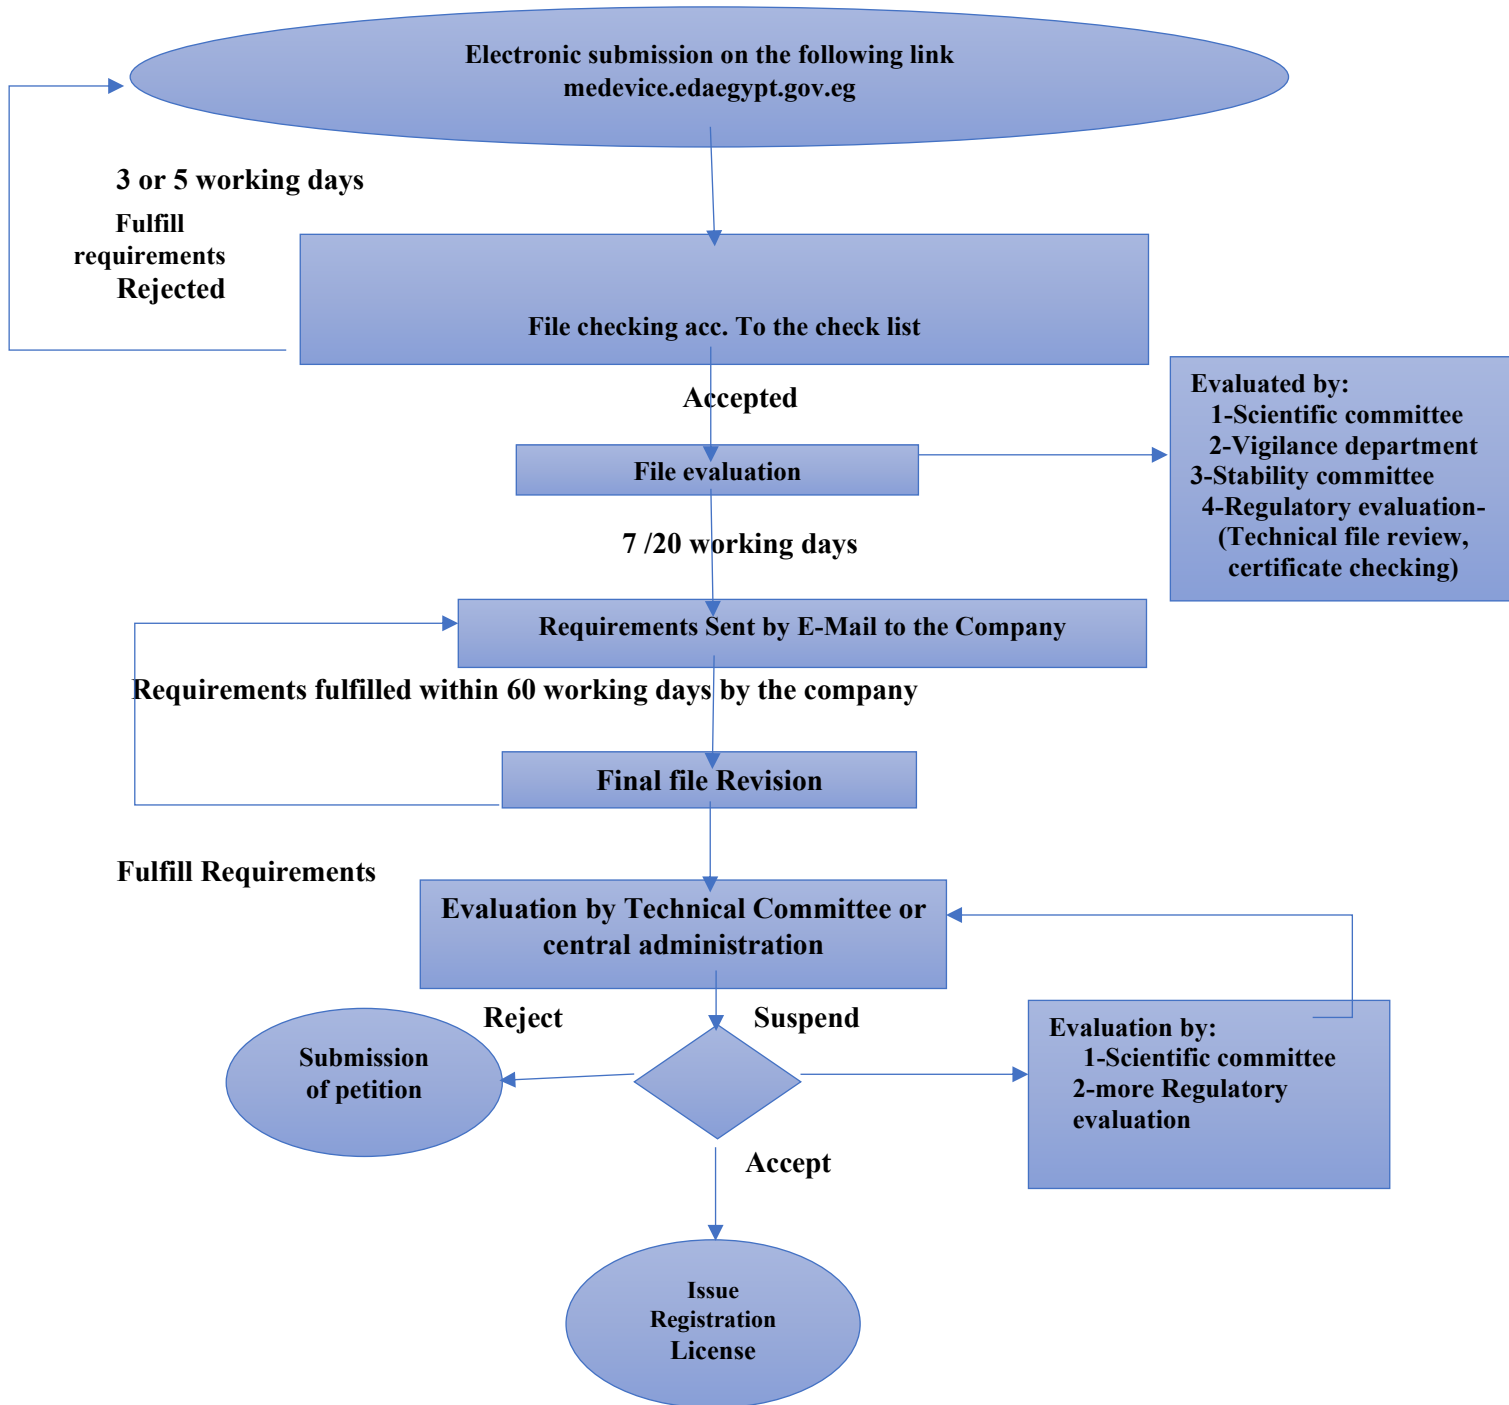 Electronic submission on the following link
medevice.edaegypt.gov.eg
3 or 5 working days
Fulfill
requirements
Rejected
File checking acc. To the check list
Accepted
File evaluation
Evaluated by:
1-Scientific committee
2-Vigilance department
3-Stability committee
4-Regulatory evaluation-
(Technical file review,
certificate checking)
7 /20 working days
Requirements Sent by E-Mail to the Company
Requirements fulfilled within 60 working days by the company
Final file Revision
Fulfill Requirements
Evaluation by Technical Committee or
central administration
Reject
Suspend
Submission
of petition
Evaluation by:
1-Scientific committee
2-more Regulatory
evaluation
Accept
Issue
Registration
License